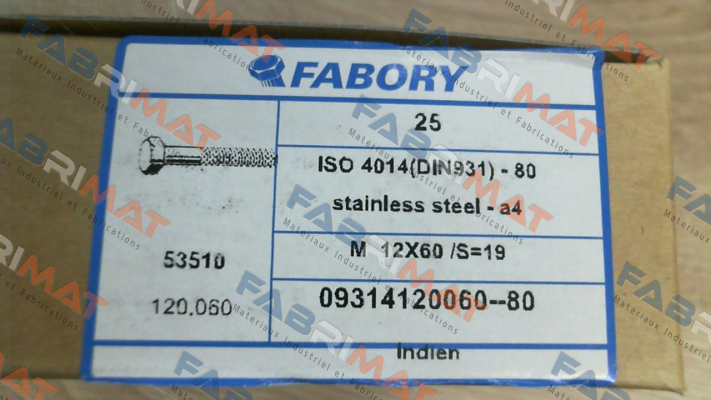 FABORY
25
ISO 4014(DIN931) - 80
stainless steel - a4
M 12X60 /S=19
53510
120.060
09314120060--80
Indien
FABRIMAT
Materiaux Industriel et Fabrications